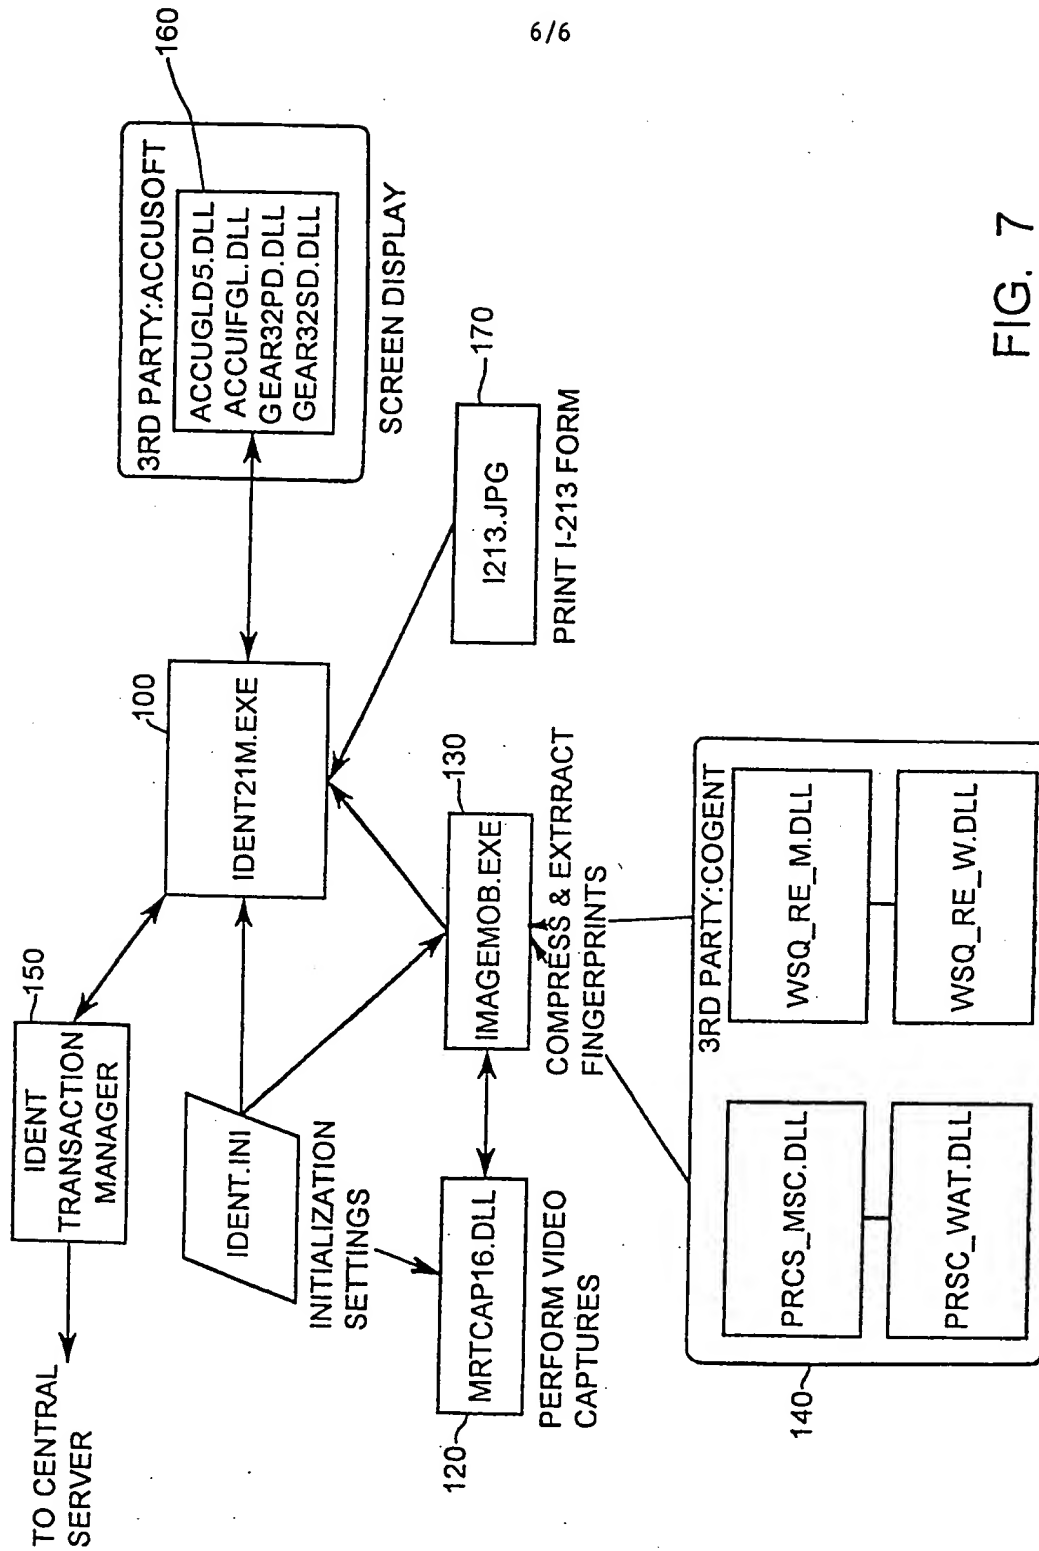 9/9
TO CENTRAL
SERVER
150
IDENT
TRANSACTION
MANAGER
100
IDENT21M.EXE
160
3RD PARTY:ACCUSOFT
ACCUGLD5.DLL
ACCUIFGL.DLL
GEAR32PD.DLL
GEAR32SD.DLL
SCREEN DISPLAY
IDENT.INI
INITIALIZATION
SETTINGS
170
I213.JPG
PRINT I-213 FORM
130
IMAGEMOB.EXE
120
MRTCAP16.DLL
PERFORM VIDEO
CAPTURES
COMPRESS & EXTRRACT
FINGERPRINTS
140
3RD PARTY:COGENT
PRCS_MSC.DLL
WSQ_RE_M.DLL
PRSC_WAT.DLL
WSQ_RE_W.DLL
FIG. 7